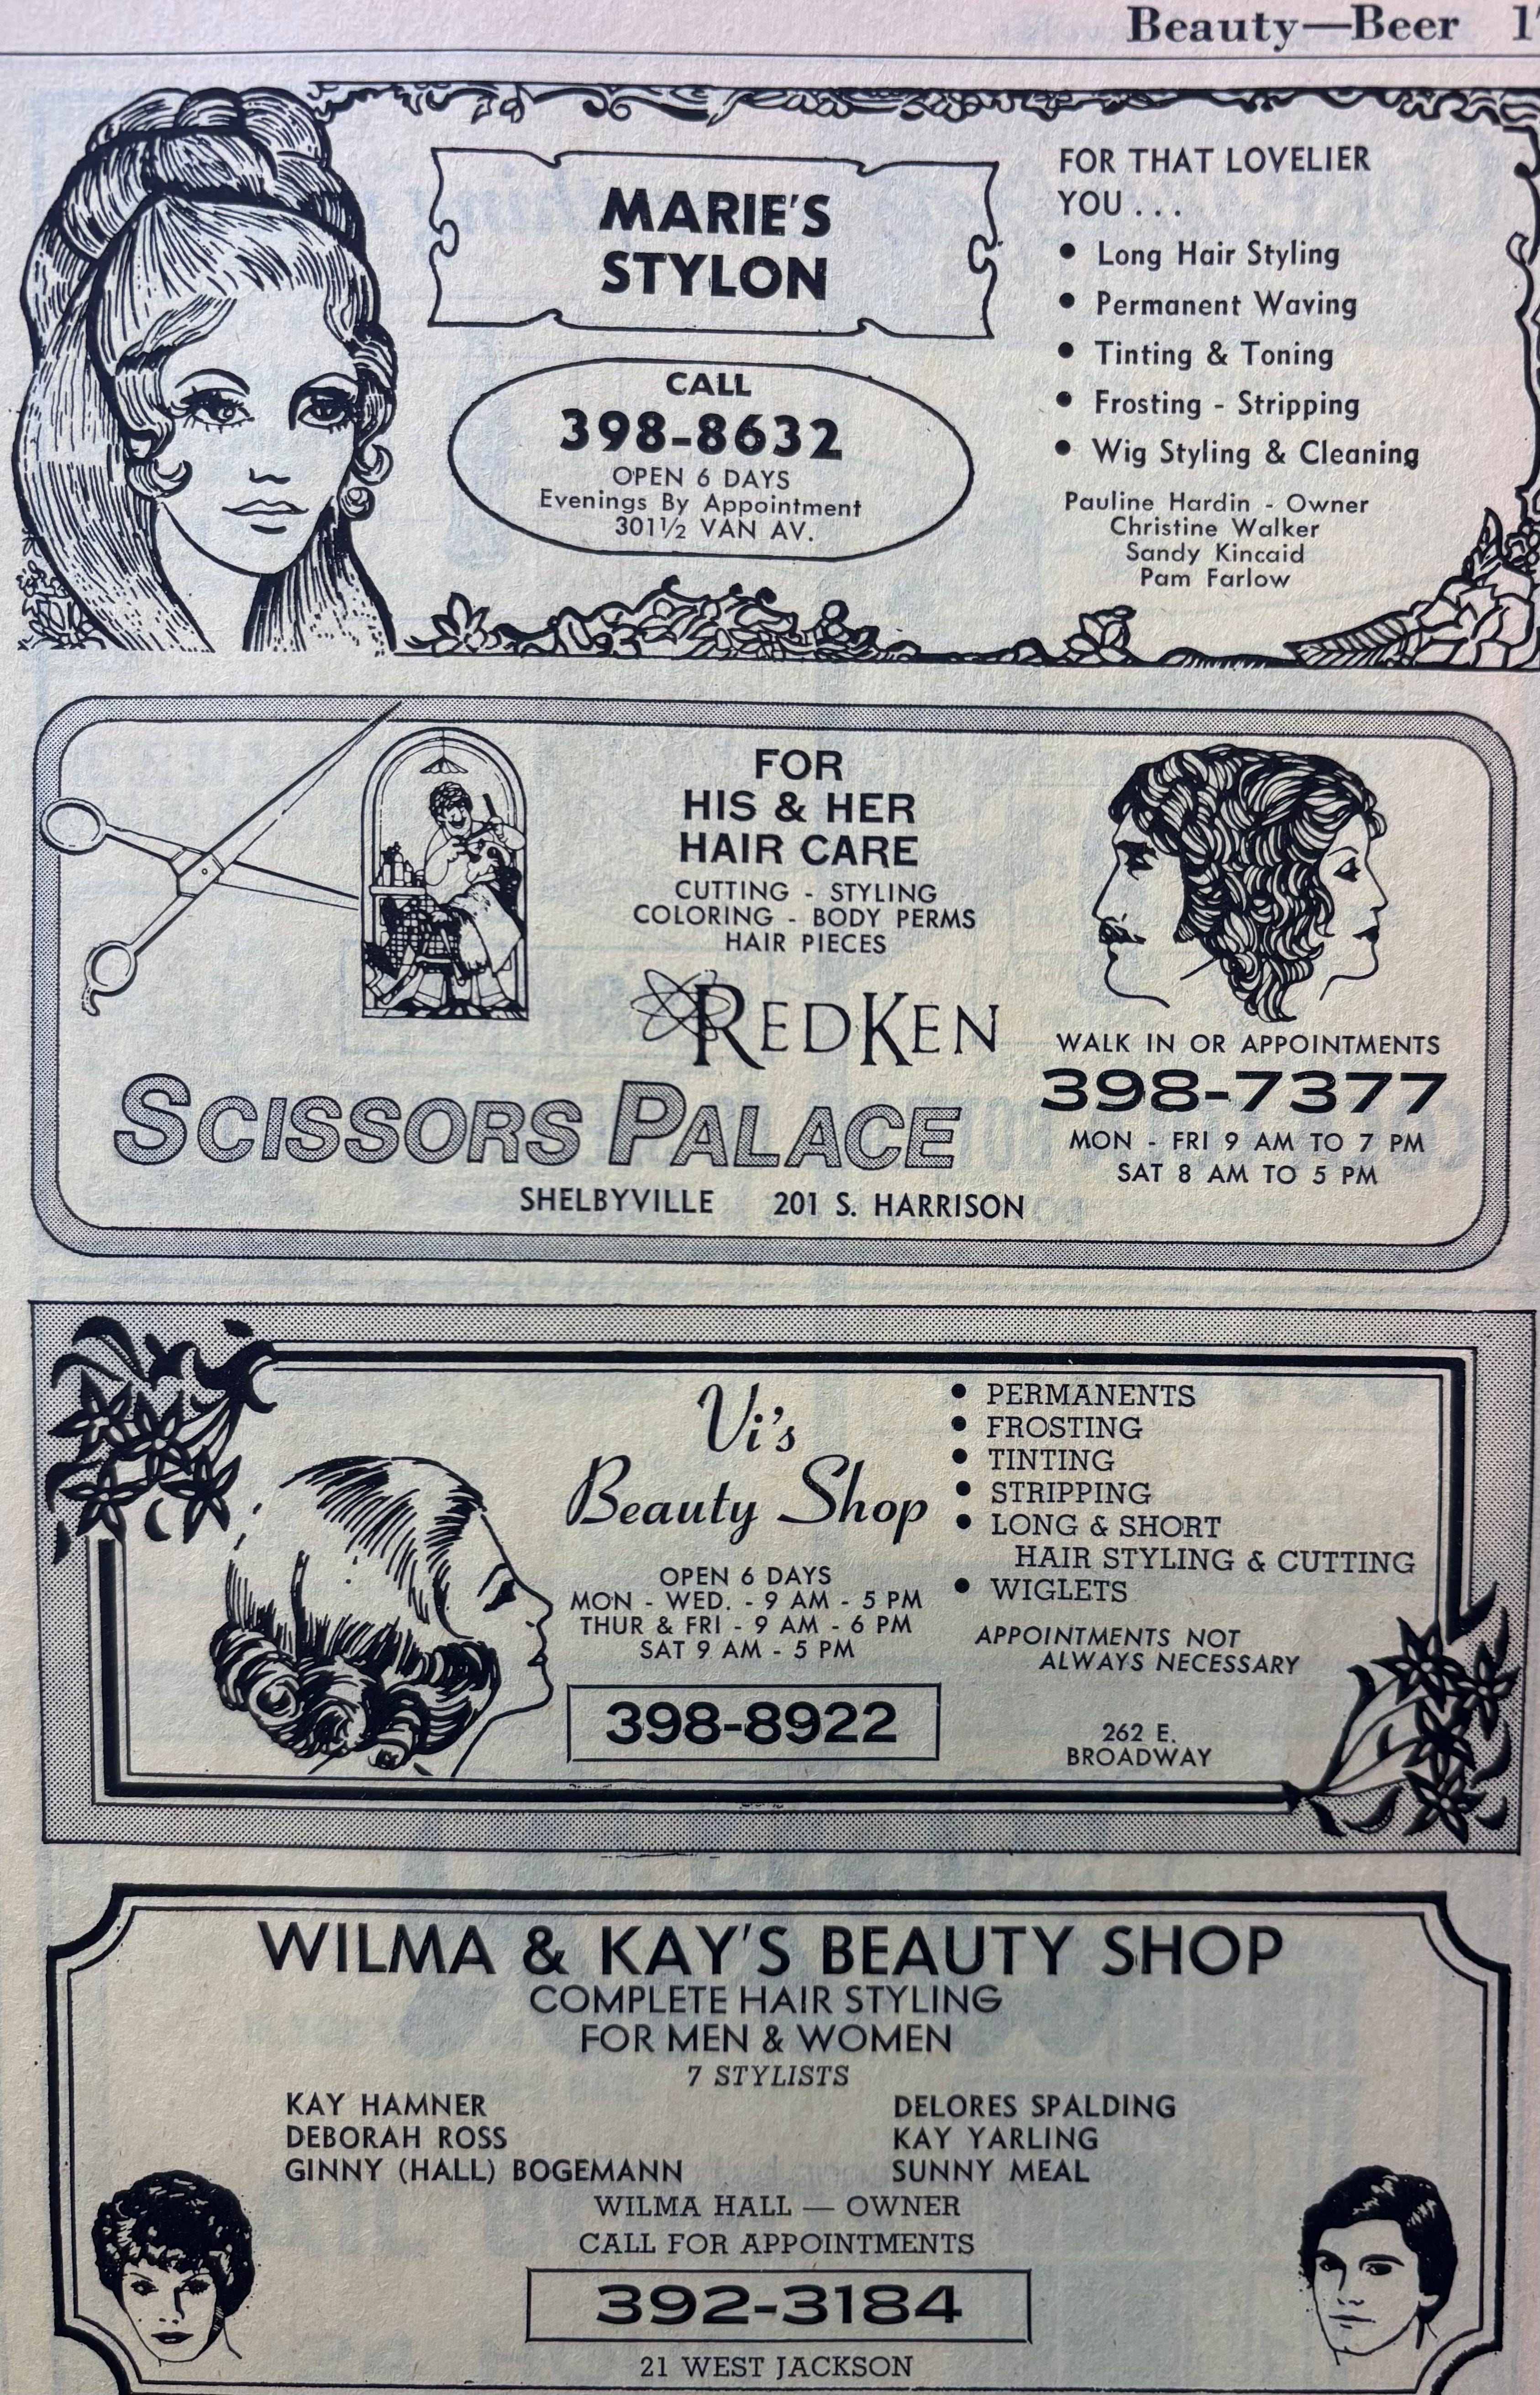 Beauty—Beer
MARIE'S
STYLON
CALL
398-8632
OPEN 6 DAYS
Evenings By Appointment
301½ VAN AV.
FOR THAT LOVELIER
YOU . . .
• Long Hair Styling
• Permanent Waving
• Tinting & Toning
• Frosting - Stripping
• Wig Styling & Cleaning
Pauline Hardin - Owner
Christine Walker
Sandy Kincaid
Pam Farlow
FOR
HIS & HER
HAIR CARE
CUTTING - STYLING
COLORING - BODY PERMS
HAIR PIECES
REDKEN
SCISSORS PALACE
SHELBYVILLE 201 S. HARRISON
WALK IN OR APPOINTMENTS
398-7377
MON - FRI 9 AM TO 7 PM
SAT 8 AM TO 5 PM
Vi's
Beauty Shop
OPEN 6 DAYS
MON - WED. - 9 AM - 5 PM
THUR & FRI - 9 AM - 6 PM
SAT 9 AM - 5 PM
398-8922
• PERMANENTS
• FROSTING
• TINTING
• STRIPPING
• LONG & SHORT
HAIR STYLING & CUTTING
• WIGLETS
APPOINTMENTS NOT
ALWAYS NECESSARY
262 E.
BROADWAY
WILMA & KAY'S BEAUTY SHOP
COMPLETE HAIR STYLING
FOR MEN & WOMEN
7 STYLISTS
KAY HAMNER
DEBORAH ROSS
GINNY (HALL) BOGEMANN
DELORES SPALDING
KAY YARLING
SUNNY MEAL
WILMA HALL — OWNER
CALL FOR APPOINTMENTS
392-3184
21 WEST JACKSON